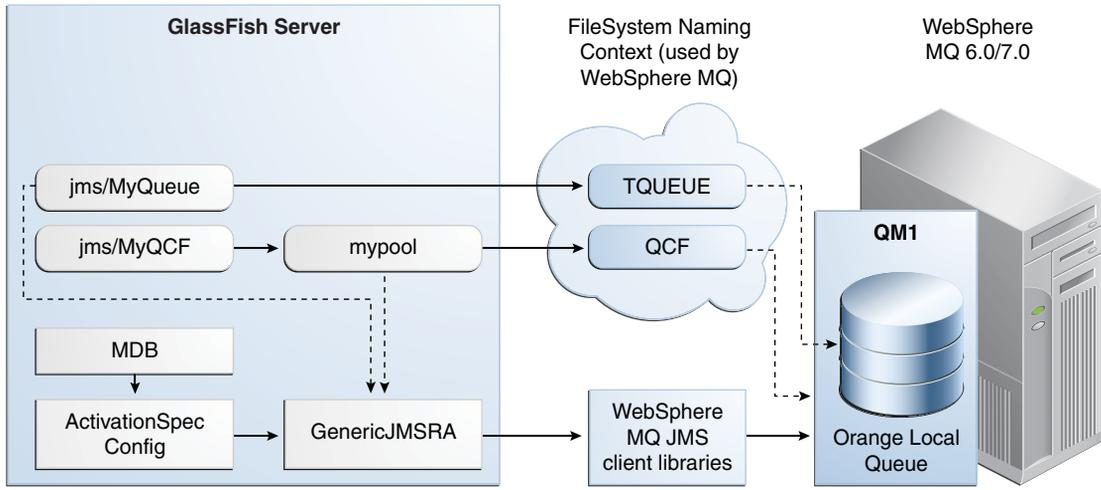 GlassFish Server
FileSystem Naming
Context (used by
WebSphere MQ)
WebSphere
MQ 6.0/7.0
jms/MyQueue
TQUEUE
jms/MyQCF
mypool
QCF
QM1
MDB
ActivationSpec
Config
GenericJMSRA
WebSphere
MQ JMS
client libraries
Orange Local
Queue